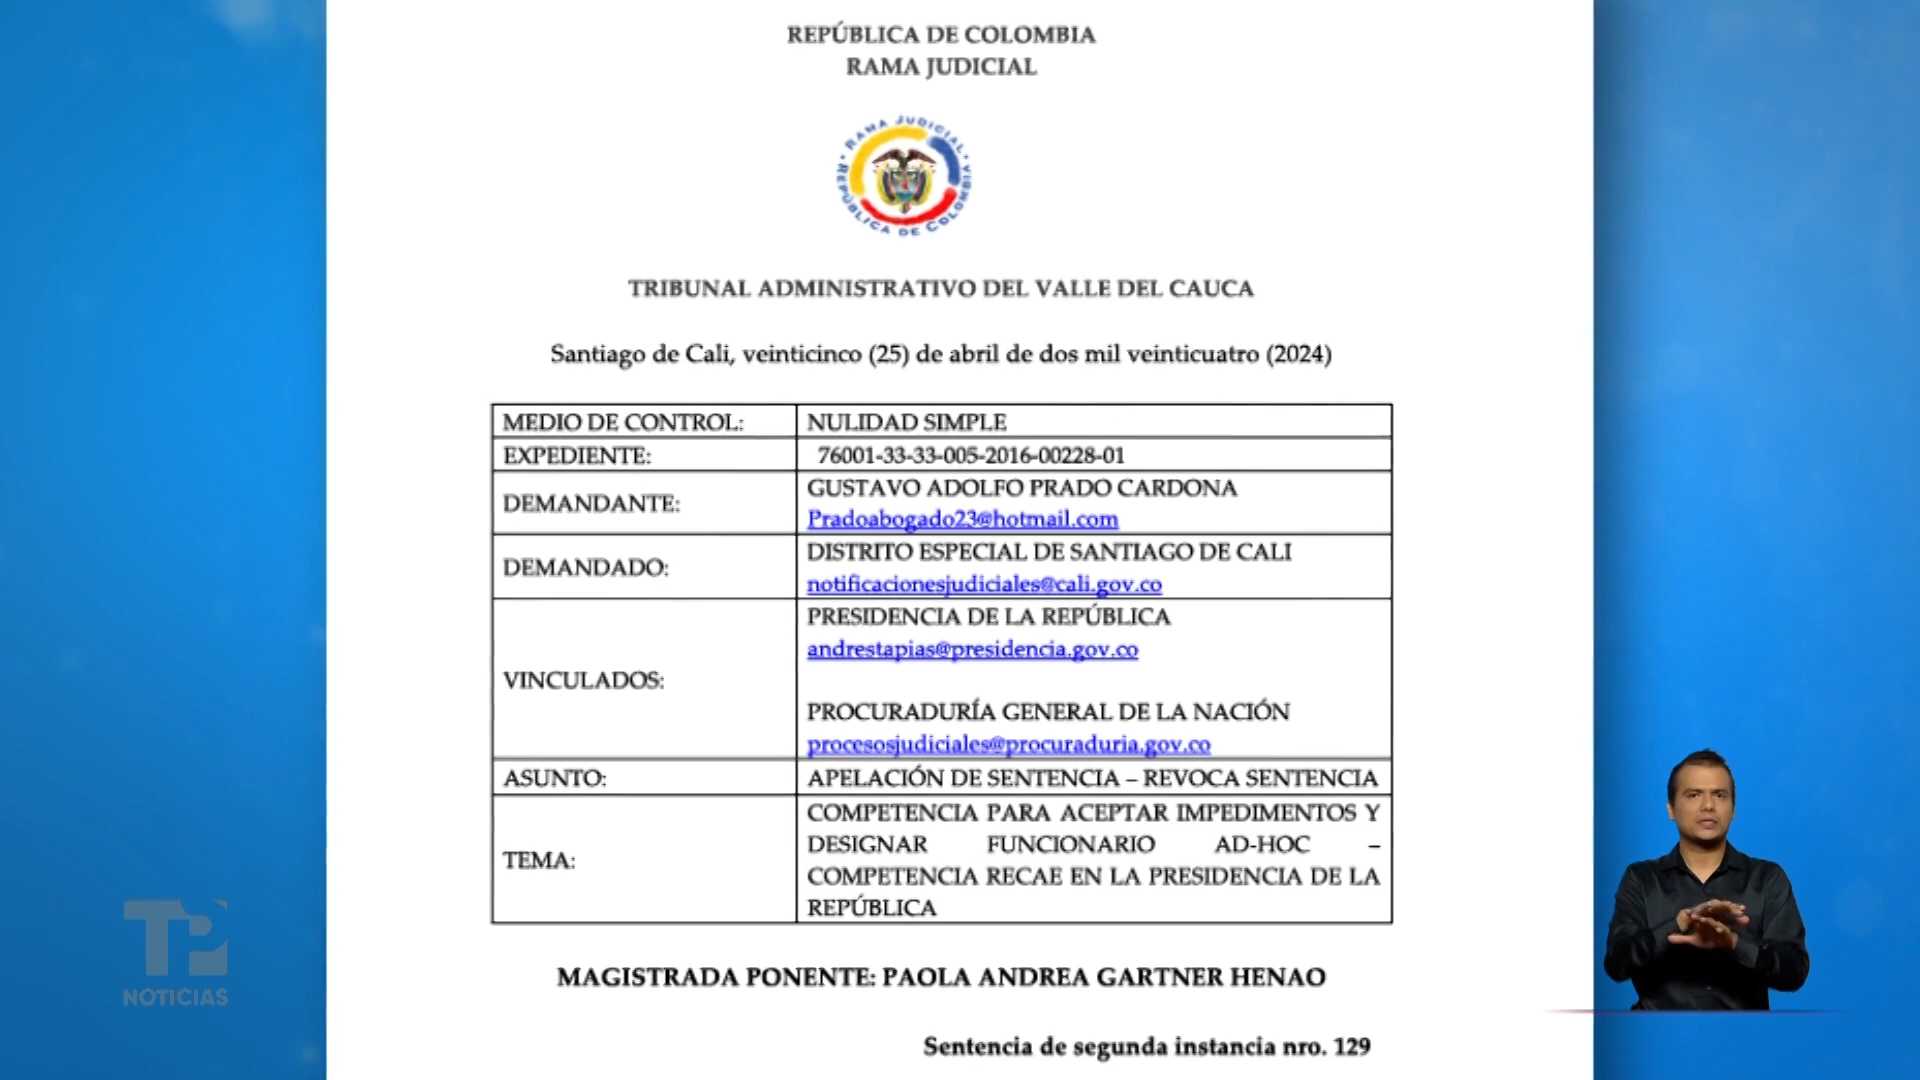 REPÚBLICA DE COLOMBIA
RAMA JUDICIAL
RAMA JUDICIAL
REPÚBLICA DE COLOMBIA
TRIBUNAL ADMINISTRATIVO DEL VALLE DEL CAUCA
Santiago de Cali, veinticinco (25) de abril de dos mil veinticuatro (2024)
MEDIO DE CONTROL: NULIDAD SIMPLE
EXPEDIENTE: 76001-33-33-005-2016-00228-01
DEMANDANTE: GUSTAVO ADOLFO PRADO CARDONA
Pradoabogado23@hotmail.com
DEMANDADO: DISTRITO ESPECIAL DE SANTIAGO DE CALI
notificacionesjudiciales@cali.gov.co
VINCULADOS: PRESIDENCIA DE LA REPÚBLICA
andrestapias@presidencia.gov.co
PROCURADURÍA GENERAL DE LA NACIÓN
procesosjudiciales@procuraduria.gov.co
ASUNTO: APELACIÓN DE SENTENCIA – REVOCA SENTENCIA
TEMA: COMPETENCIA PARA ACEPTAR IMPEDIMENTOS Y
DESIGNAR FUNCIONARIO AD-HOC –
COMPETENCIA RECAE EN LA PRESIDENCIA DE LA
REPÚBLICA
MAGISTRADA PONENTE: PAOLA ANDREA GARTNER HENAO
Sentencia de segunda instancia nro. 129
TP
NOTICIAS